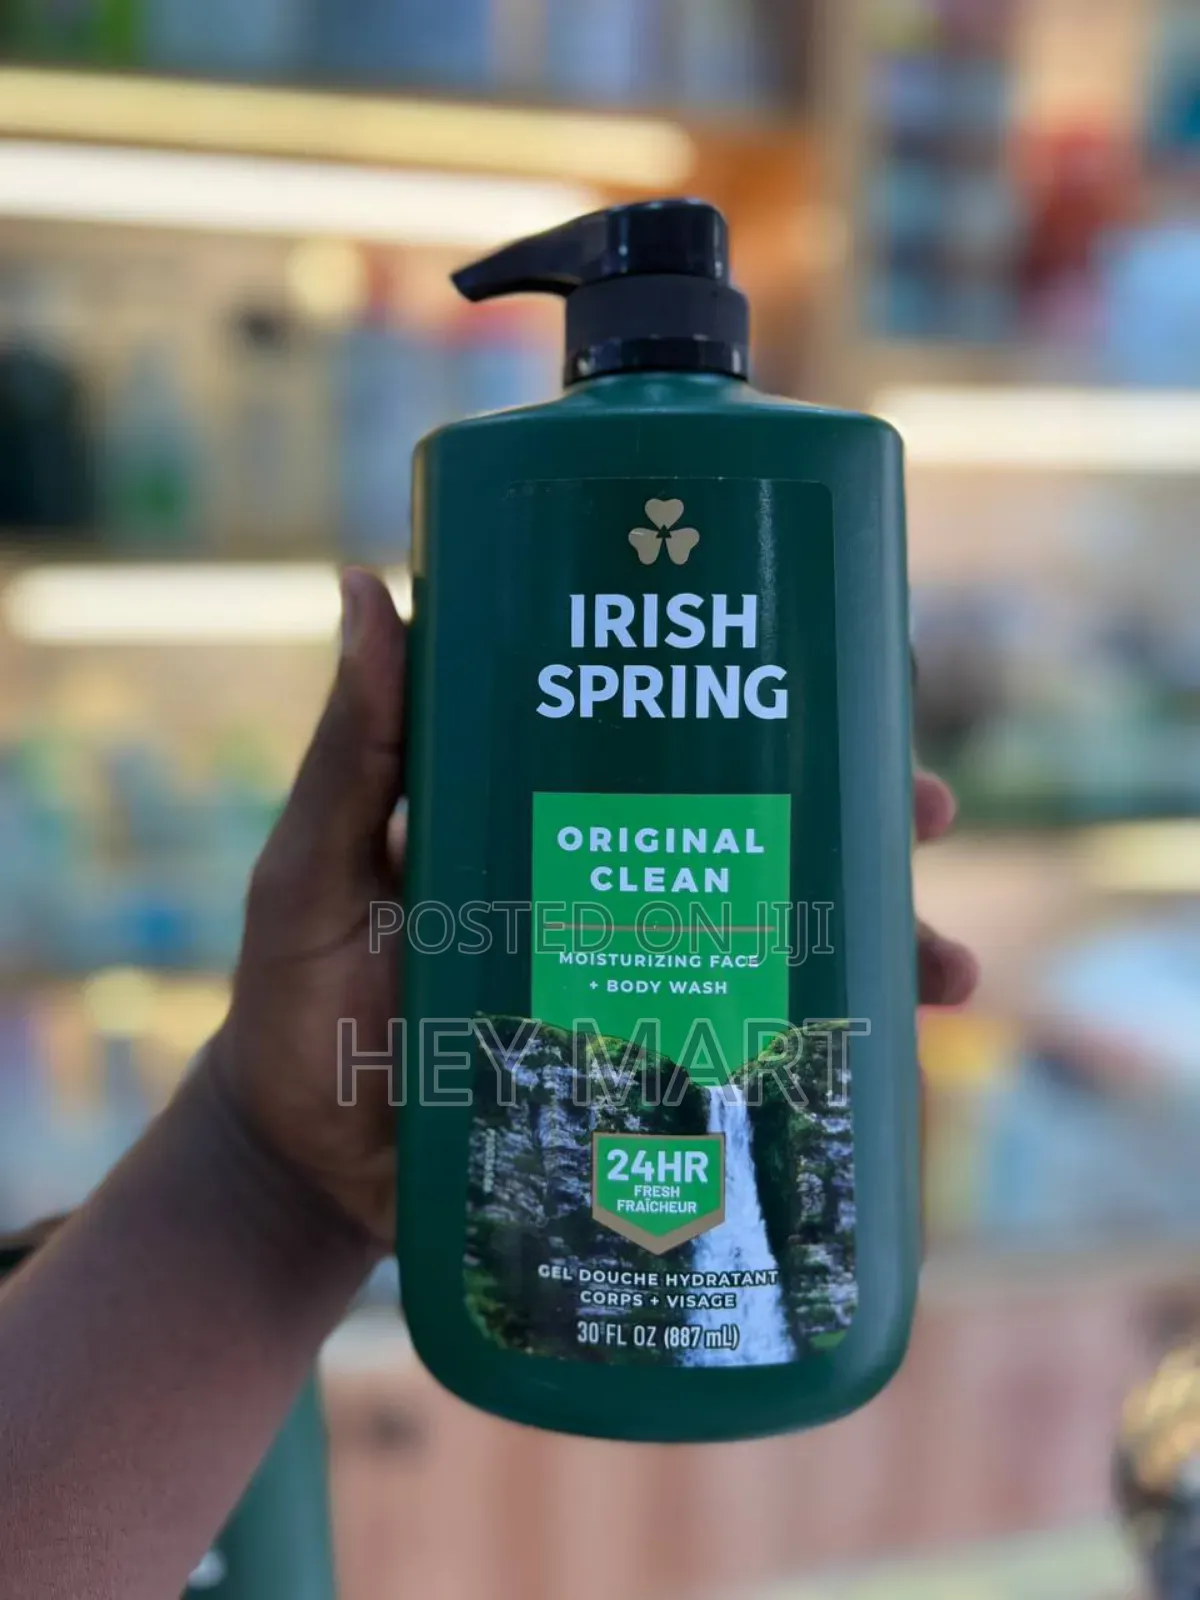 IRISH
SPRING
ORIGINAL
CLEAN
POSTED ON JIJI
MOISTURIZING FACE
+ BODY WASH
HEY MART
24HR
FRESH
FRAÎCHEUR
GEL DOUCHE HYDRATANT
CORPS + VISAGE
30 FL OZ (887 mL)